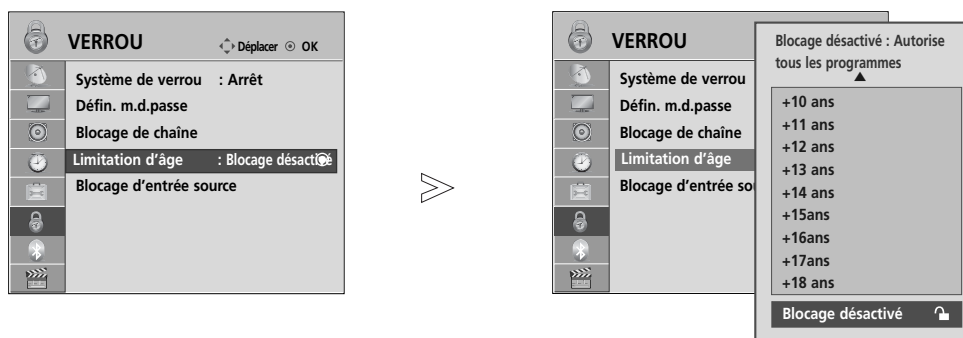 VERROU
Déplacer OK
Système de verrou : Arrêt
Défin. m.d.passe
Blocage de chaîne
Limitation d’âge : Blocage désactivé
Blocage d’entrée source
VERROU
Système de verrou
Défin. m.d.passe
Blocage de chaîne
Limitation d’âge
Blocage d’entrée sou
Blocage désactivé : Autorise
tous les programmes
+10 ans
+11 ans
+12 ans
+13 ans
+14 ans
+15ans
+16ans
+17ans
+18 ans
Blocage désactivé